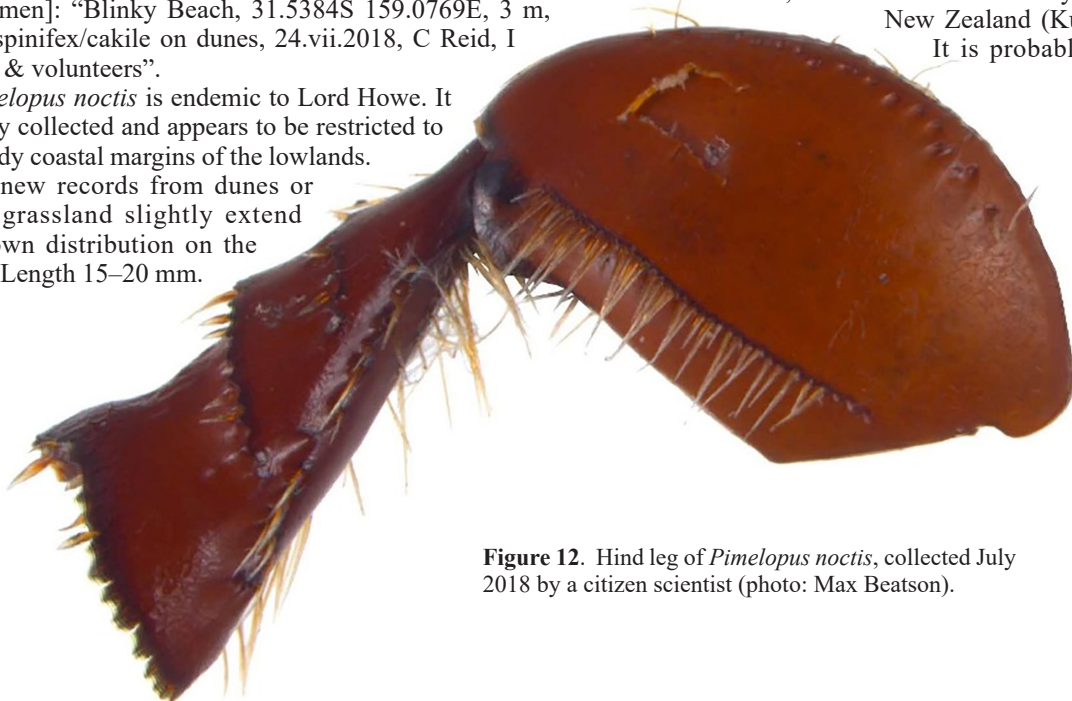 men]: “Blinky Beach, 31.5384S 159.0769E, 3 m,
spinifex/cakile on dunes, 24.vii.2018, C Reid, I
& volunteers”.
elopus noctis is endemic to Lord Howe. It
y collected and appears to be restricted to
dy coastal margins of the lowlands.
new records from dunes or
grassland slightly extend
wn distribution on the
Length 15–20 mm.
New Zealand (Ku
It is probabl
Figure 12. Hind leg of Pimelopus noctis, collected July
2018 by a citizen scientist (photo: Max Beatson).